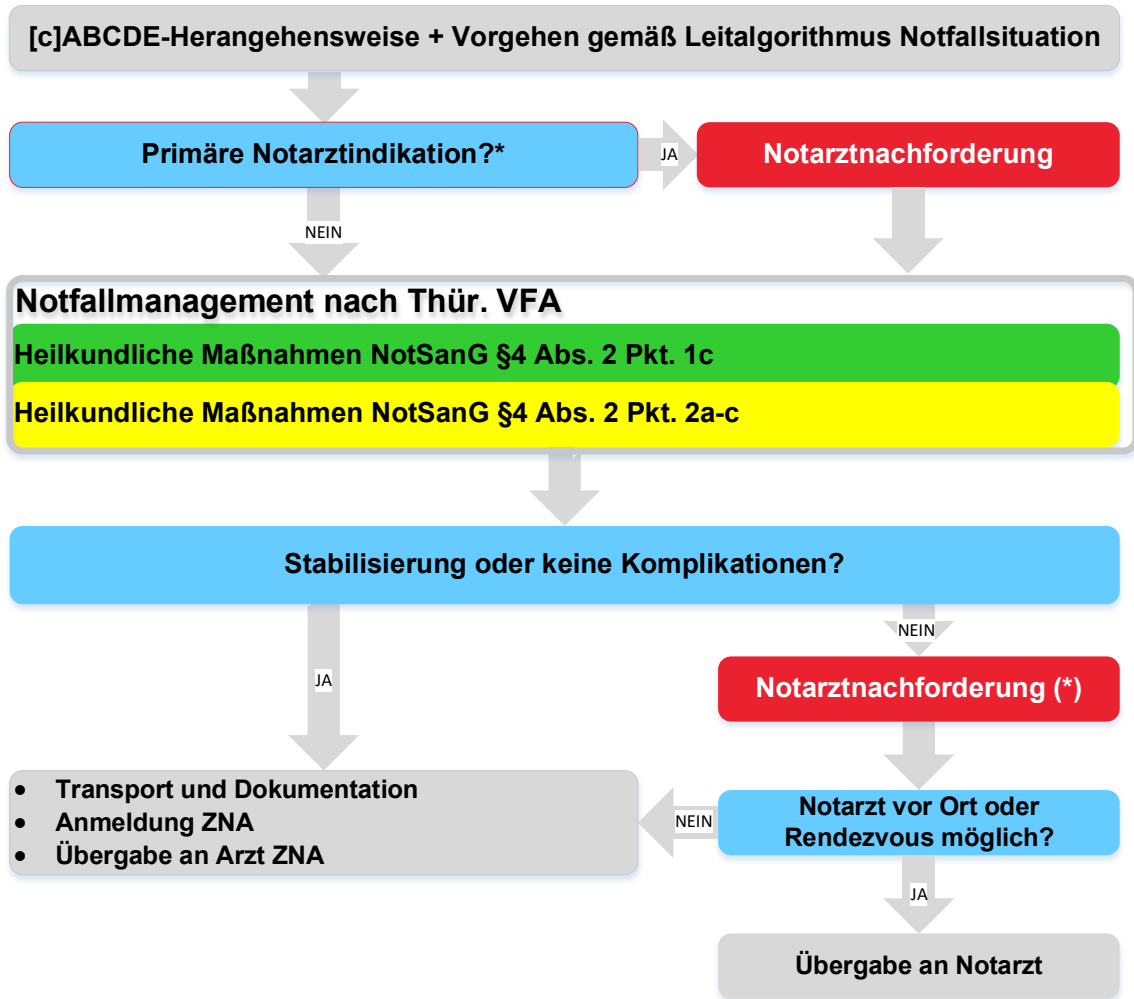 [c]ABCDE-Herangehensweise + Vorgehen gemäß Leitalgorithmus Notfallsituation
Primäre Notarztindikation?*
JA
Notarztnachforderung
NEIN
Notfallmanagement nach Thür. VFA
Heilkundliche Maßnahmen NotSanG §4 Abs. 2 Pkt. 1c
Heilkundliche Maßnahmen NotSanG §4 Abs. 2 Pkt. 2a-c
Stabilisierung oder keine Komplikationen?
NEIN
JA
Notarztnachforderung (*)
• Transport und Dokumentation
• Anmeldung ZNA
• Übergabe an Arzt ZNA
NEIN
Notarzt vor Ort oder
Rendezvous möglich?
JA
Übergabe an Notarzt